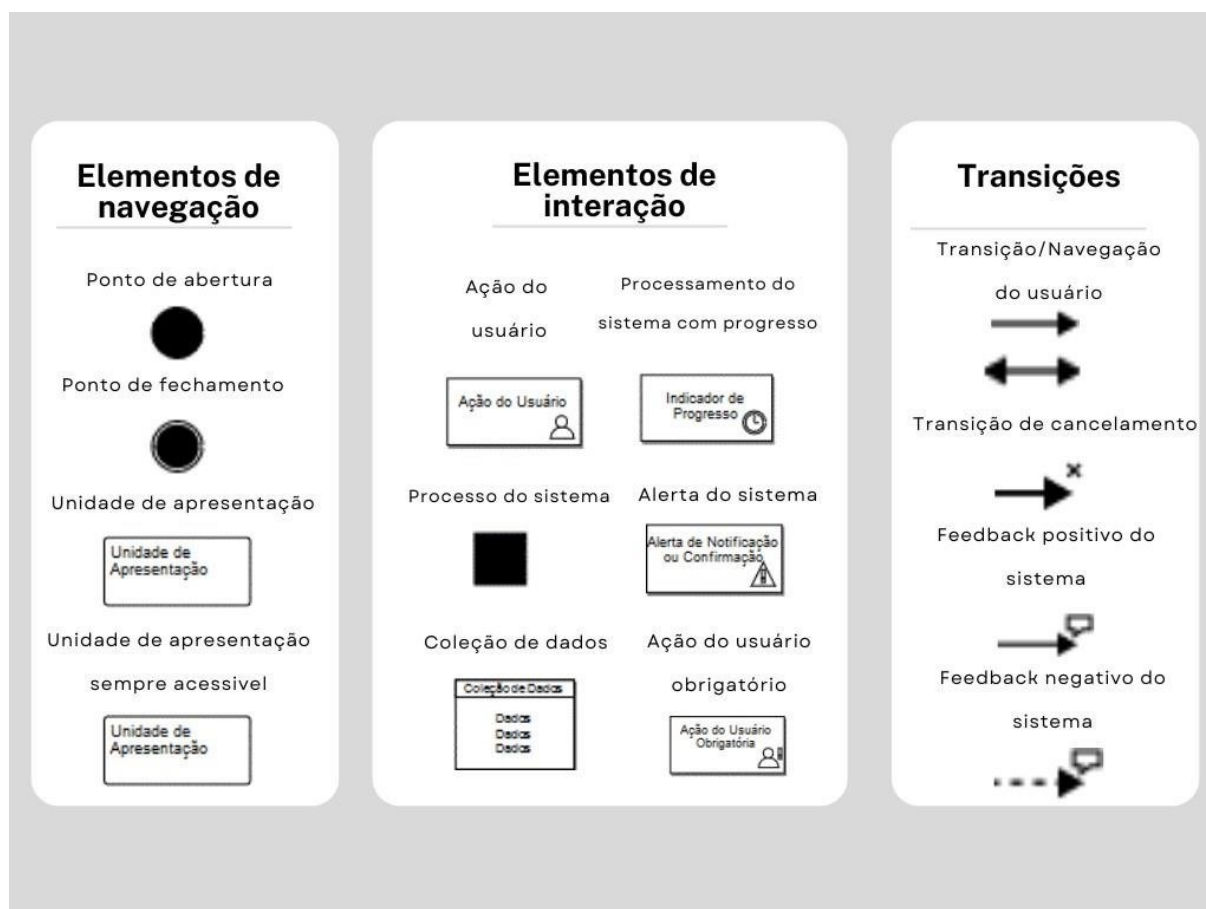 Elementos de
navegação
Ponto de abertura
Ponto de fechamento
Unidade de apresentação
Unidade de
Apresentação
Unidade de apresentação
sempre acessivel
Unidade de
Apresentação
Elementos de
interação
Ação do
usuário
Processamento do
sistema com progresso
Ação do Usuário
Indicador de
Progresso
Processo do sistema
Alerta do sistema
Alerta de Notificação
ou Confirmação
Coleção de dados
Ação do usuário
obrigatório
Coleção de Dados
Dados
Dados
Dados
Ação do Usuário
Obrigatória
Transições
Transição/Navegação
do usuário
Transição de cancelamento
Feedback positivo do
sistema
Feedback negativo do
sistema